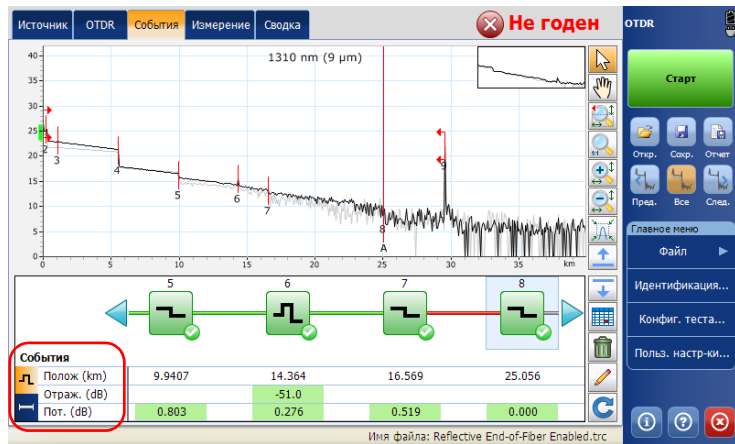 Источник OTDR События Измерение Сводка
Не годен
OTDR
1310 nm (9 µm)
40
35
30
25
20
15
10
5
0
2
3
4
5
6
7
8
9
A
0 5 10 15 20 25 30 35 km
1:1
Старт
Откр. Сохр. Отчет
Пред. Все След.
Главное меню
Файл
Идентификация...
Конфиг. теста...
Польз. настр-ки...
5 6 7 8
События
Полож (km) 9.9407 14.364 16.569 25.056
Отраж. (dB) -51.0
Пот. (dB) 0.803 0.276 0.519 0.000
Имя файла: Reflective End-of-Fiber Enabled.trc